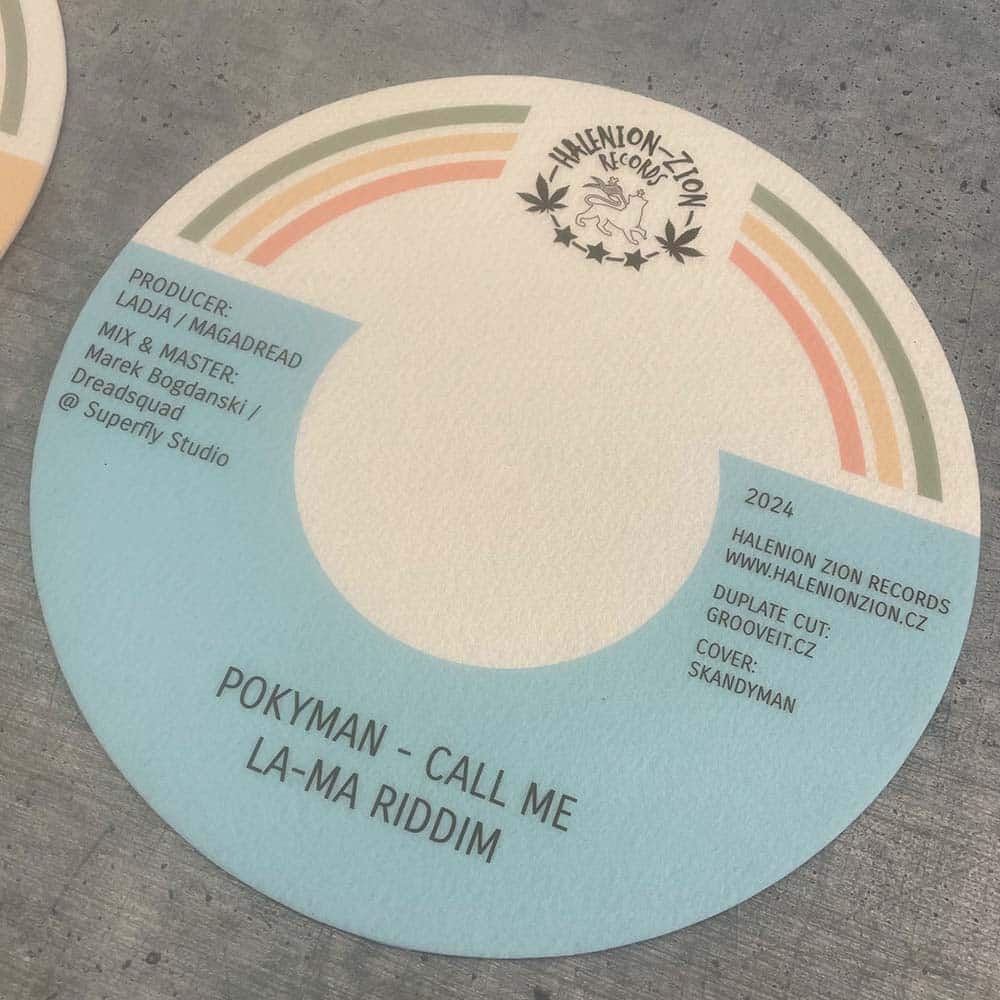 HALENION-ZION
RECORDS
PRODUCER:
LADJA / MAGADREAD
MIX & MASTER:
Marek Bogdanski /
Dreadsquad
@ Superfly Studio
2024
HALENION ZION RECORDS
WWW.HALENIONZION.CZ
DUPLATE CUT:
GROOVEIT.CZ
COVER:
SKANDYMAN
POKYMAN - CALL ME
LA-MA RIDDIM